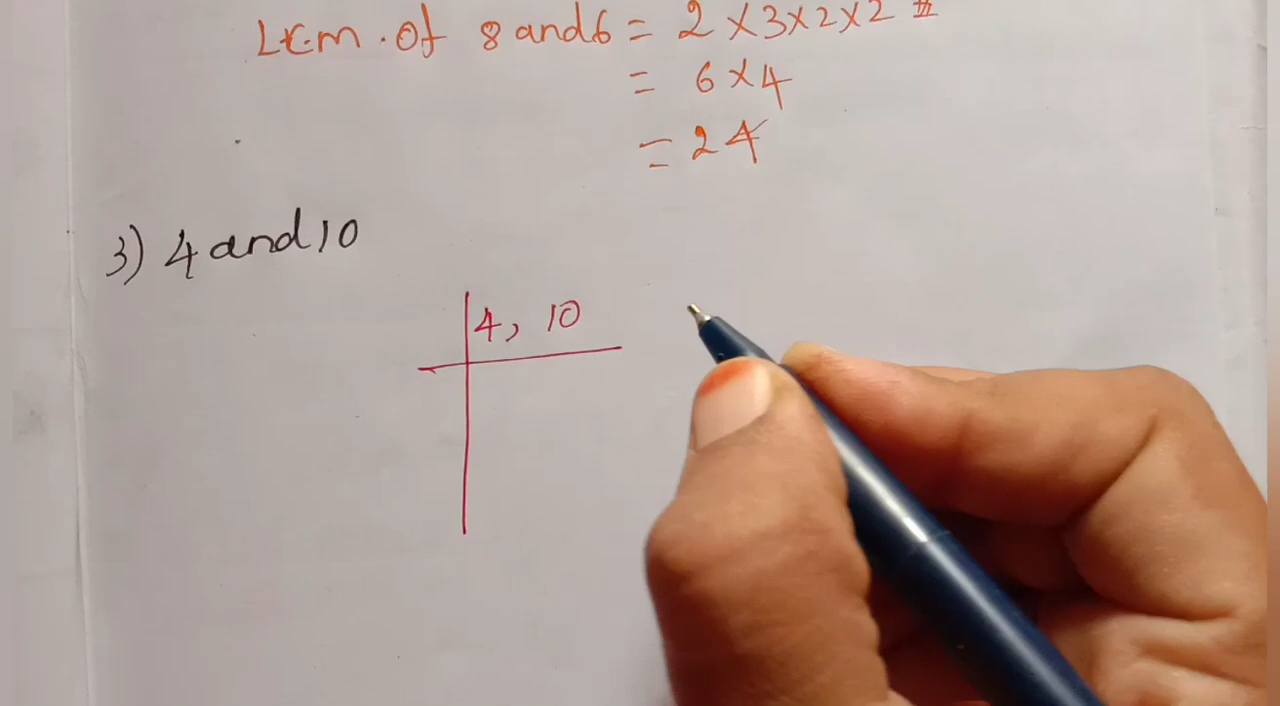 L.C.m. of 8 and 6 = 2 × 3 × 2 × 2
= 6 × 4
= 24
3) 4 and 10
4, 10